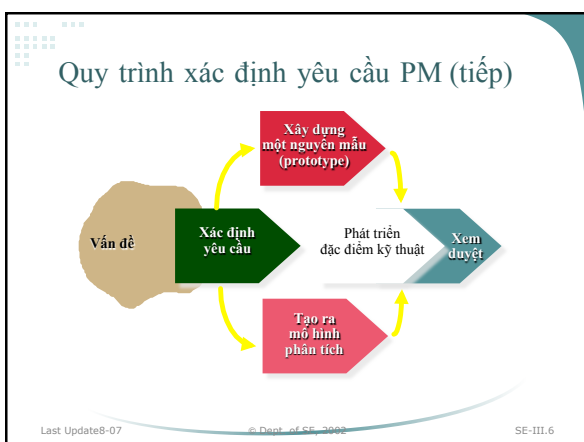 Quy trình xác định yêu cầu PM (tiếp)
Xây dựng
một nguyên mẫu
(prototype)
Vấn đề
Xác định
yêu cầu
Phát triển
đặc điểm kỹ thuật
Xem
duyệt
Tạo ra
mô hình
phân tích
Last Update8-07
© Dept. of SE, 2002
SE-III.6